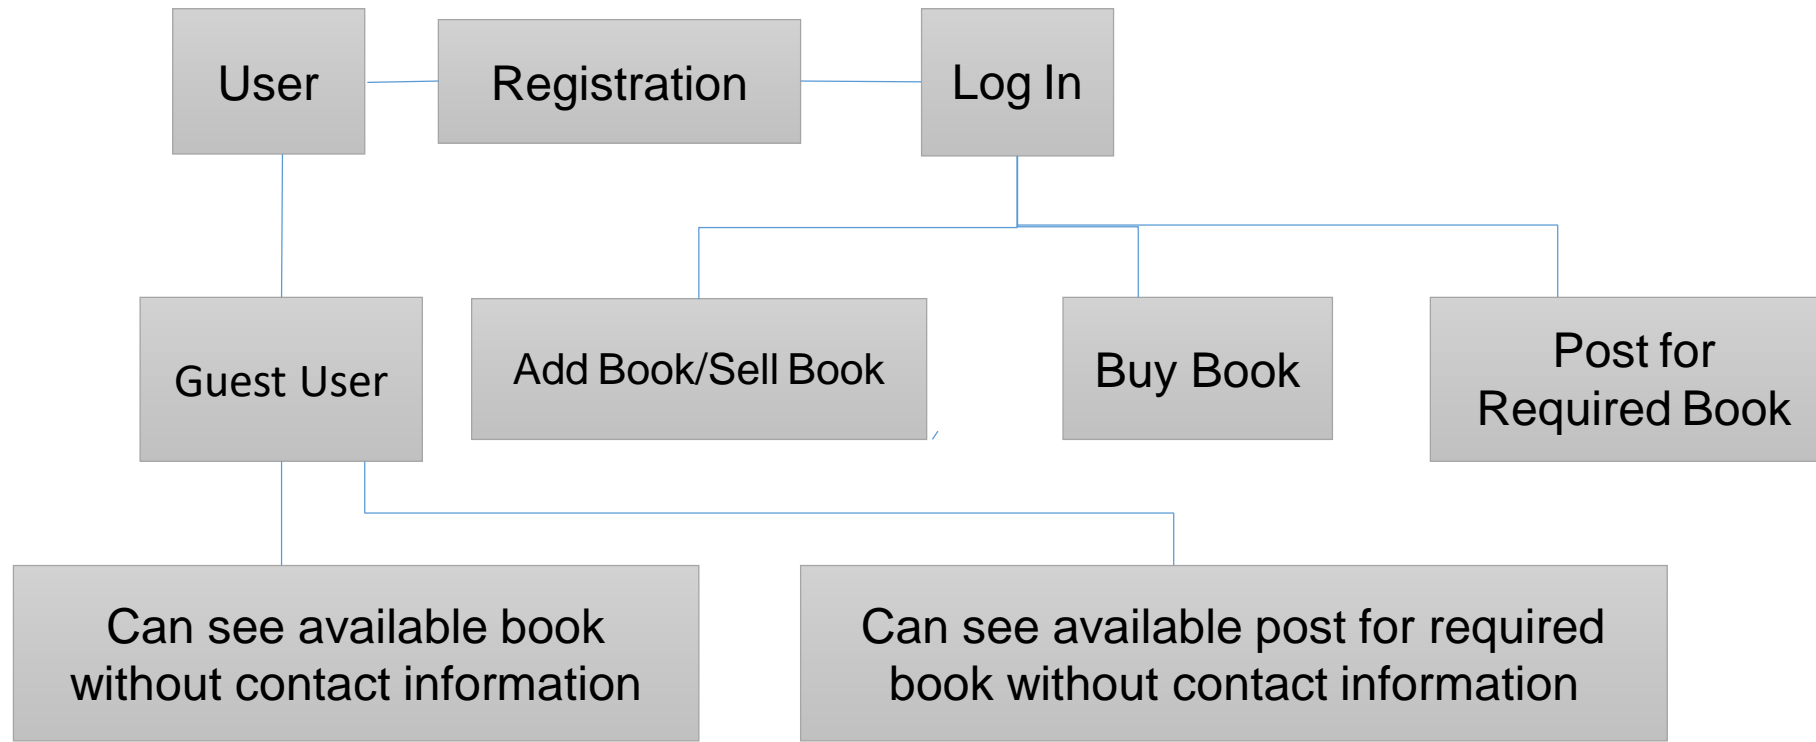 User
Registration
Log In
Guest User
Add Book/Sell Book
Buy Book
Post for
Required Book
Can see available book
without contact information
Can see available post for required
book without contact information